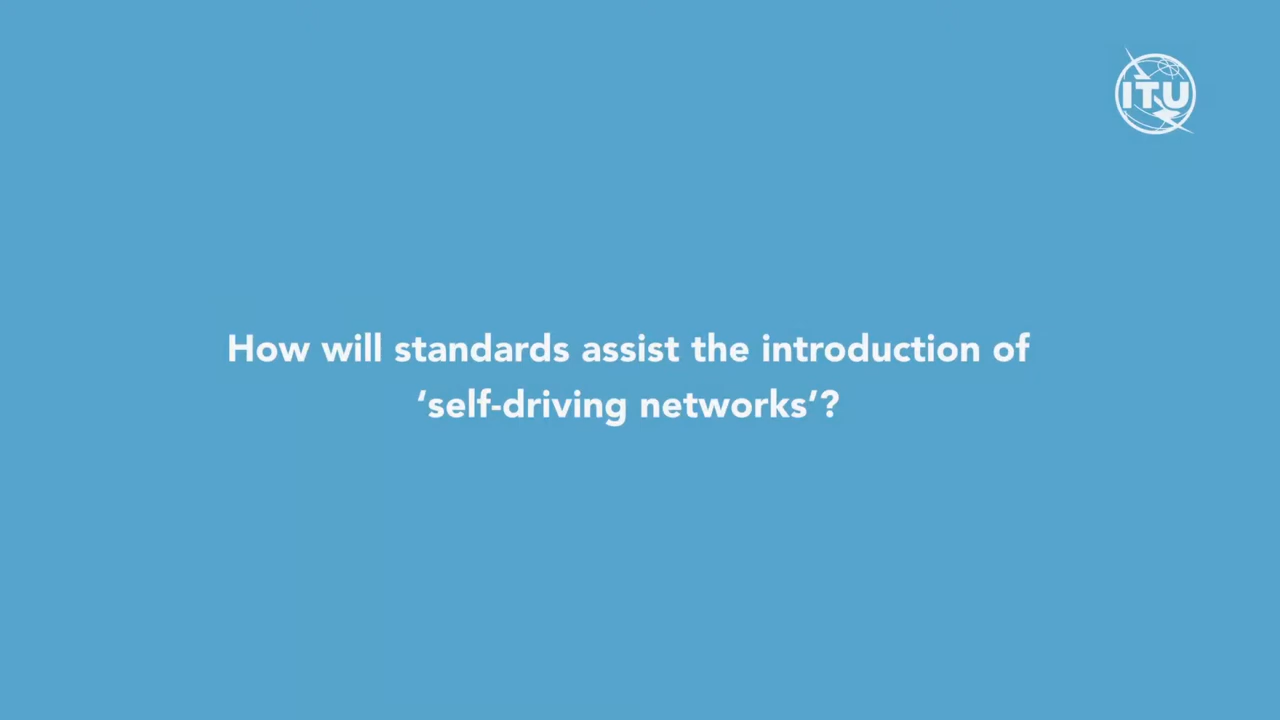 ITU
How will standards assist the introduction of
‘self-driving networks’?